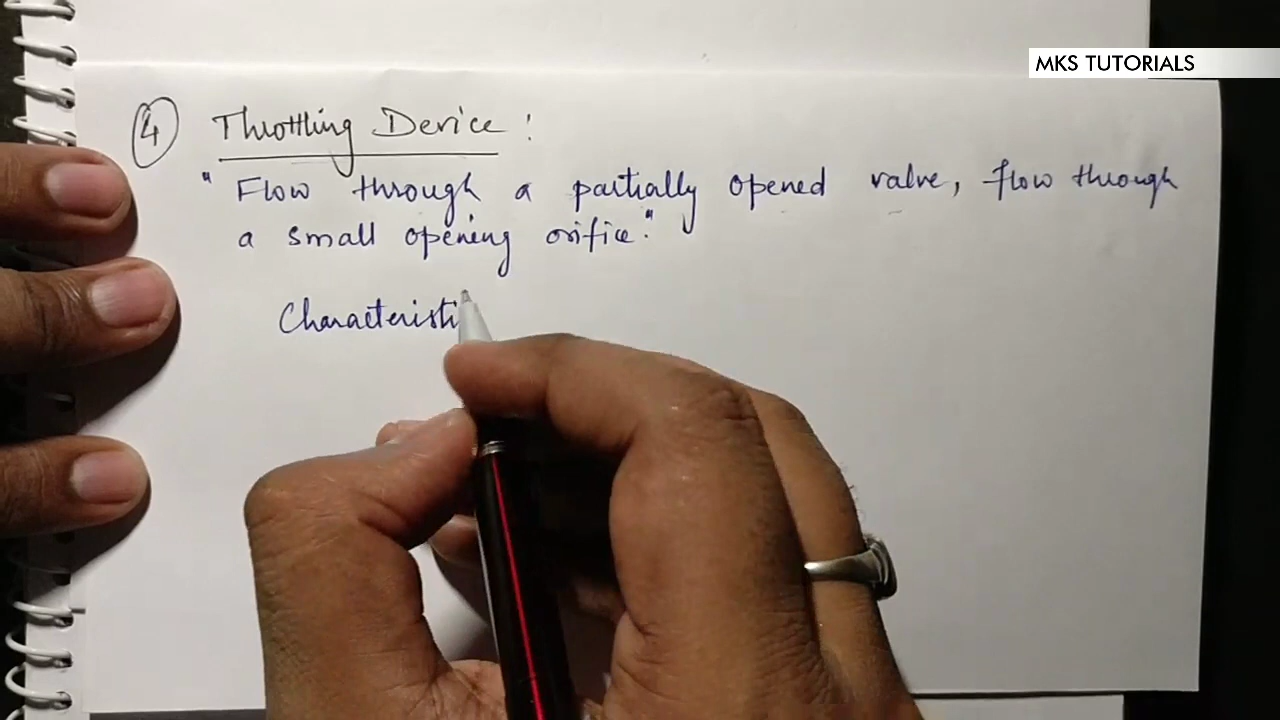 MKS TUTORIALS
④ Throttling Device :
" Flow through a partially opened valve, flow through
a small opening orifice."
Characteristi